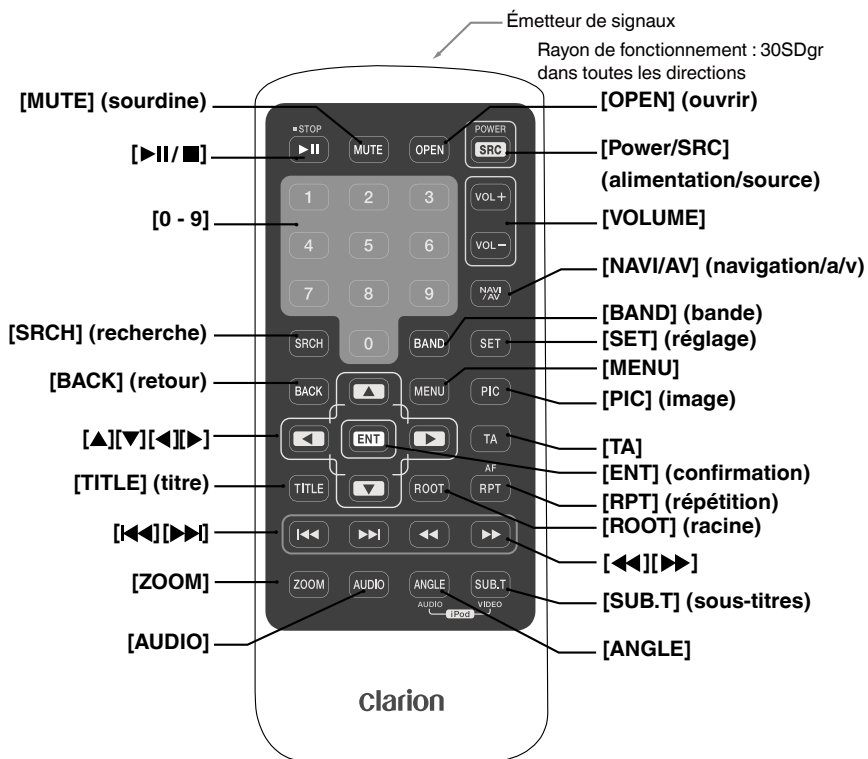 Émetteur de signaux
Rayon de fonctionnement : 30SDgr
dans toutes les directions
[MUTE] (sourdine)
[OPEN] (ouvrir)
[▶II/■]
[Power/SRC]
(alimentation/source)
[0 - 9]
[VOLUME]
[NAVI/AV] (navigation/a/v)
[BAND] (bande)
[SRCH] (recherche)
[SET] (réglage)
[MENU]
[BACK] (retour)
[PIC] (image)
[▲][▼][◀][▶]
[TA]
[ENT] (confirmation)
[TITLE] (titre)
[RPT] (répétition)
[ROOT] (racine)
[I◀◀][▶▶I]
[◀◀][▶▶]
[ZOOM]
[SUB.T] (sous-titres)
[AUDIO]
[ANGLE]
■STOP
POWER
▶II MUTE OPEN SRC
1 2 3 VOL+
4 5 6 VOL−
7 8 9 NAVI
/AV
SRCH 0 BAND SET
BACK ▲ MENU PIC
◀ ENT ▶ TA
AF
TITLE ▼ ROOT RPT
I◀◀ ▶▶I ◀◀ ▶▶
ZOOM AUDIO ANGLE SUB.T
AUDIO iPod VIDEO
clarion